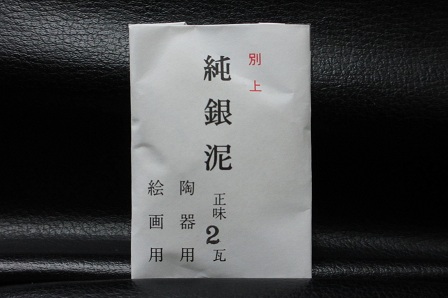 別上
純銀泥
正味2瓦
陶器用
絵画用